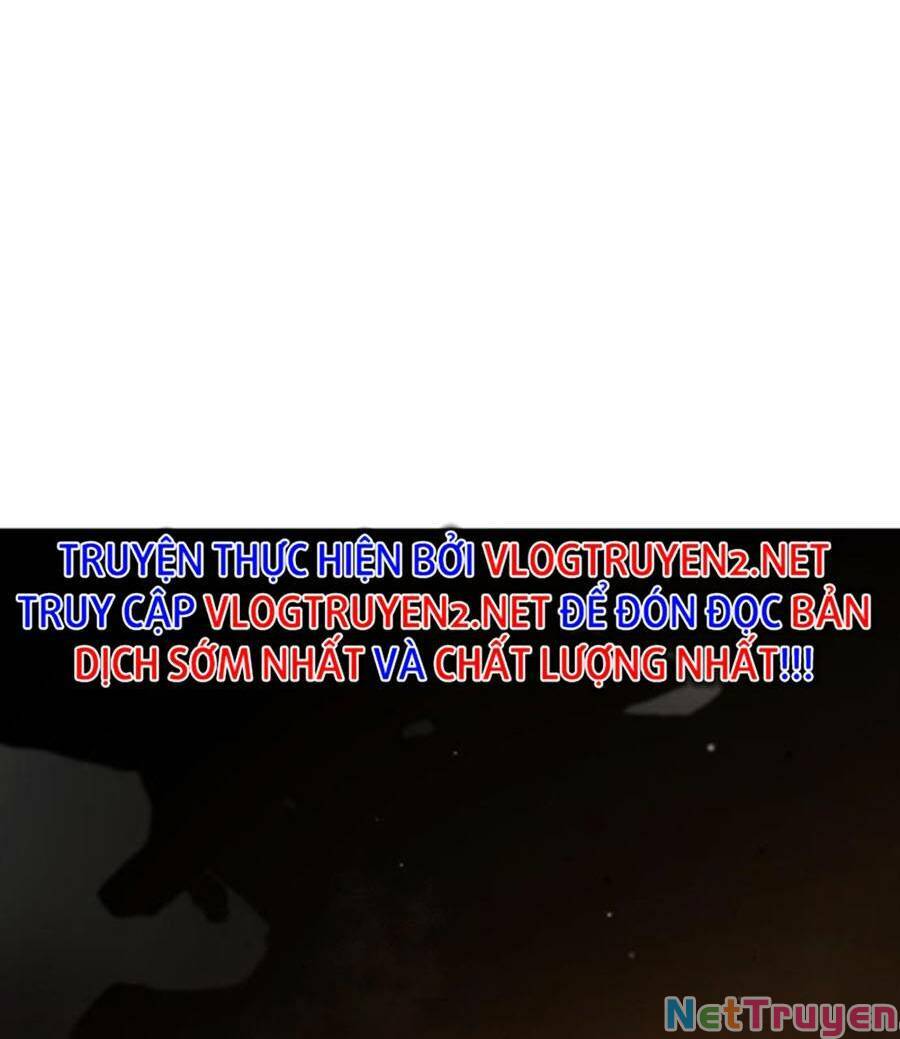 TRUYỆN THỰC HIỆN BỞI VLOGTRUYEN2.NET
TRUY CẬP VLOGTRUYEN2.NET ĐỂ ĐÓN ĐỌC BẢN
DỊCH SỚM NHẤT VÀ CHẤT LƯỢNG NHẤT!!!
NetTruyen